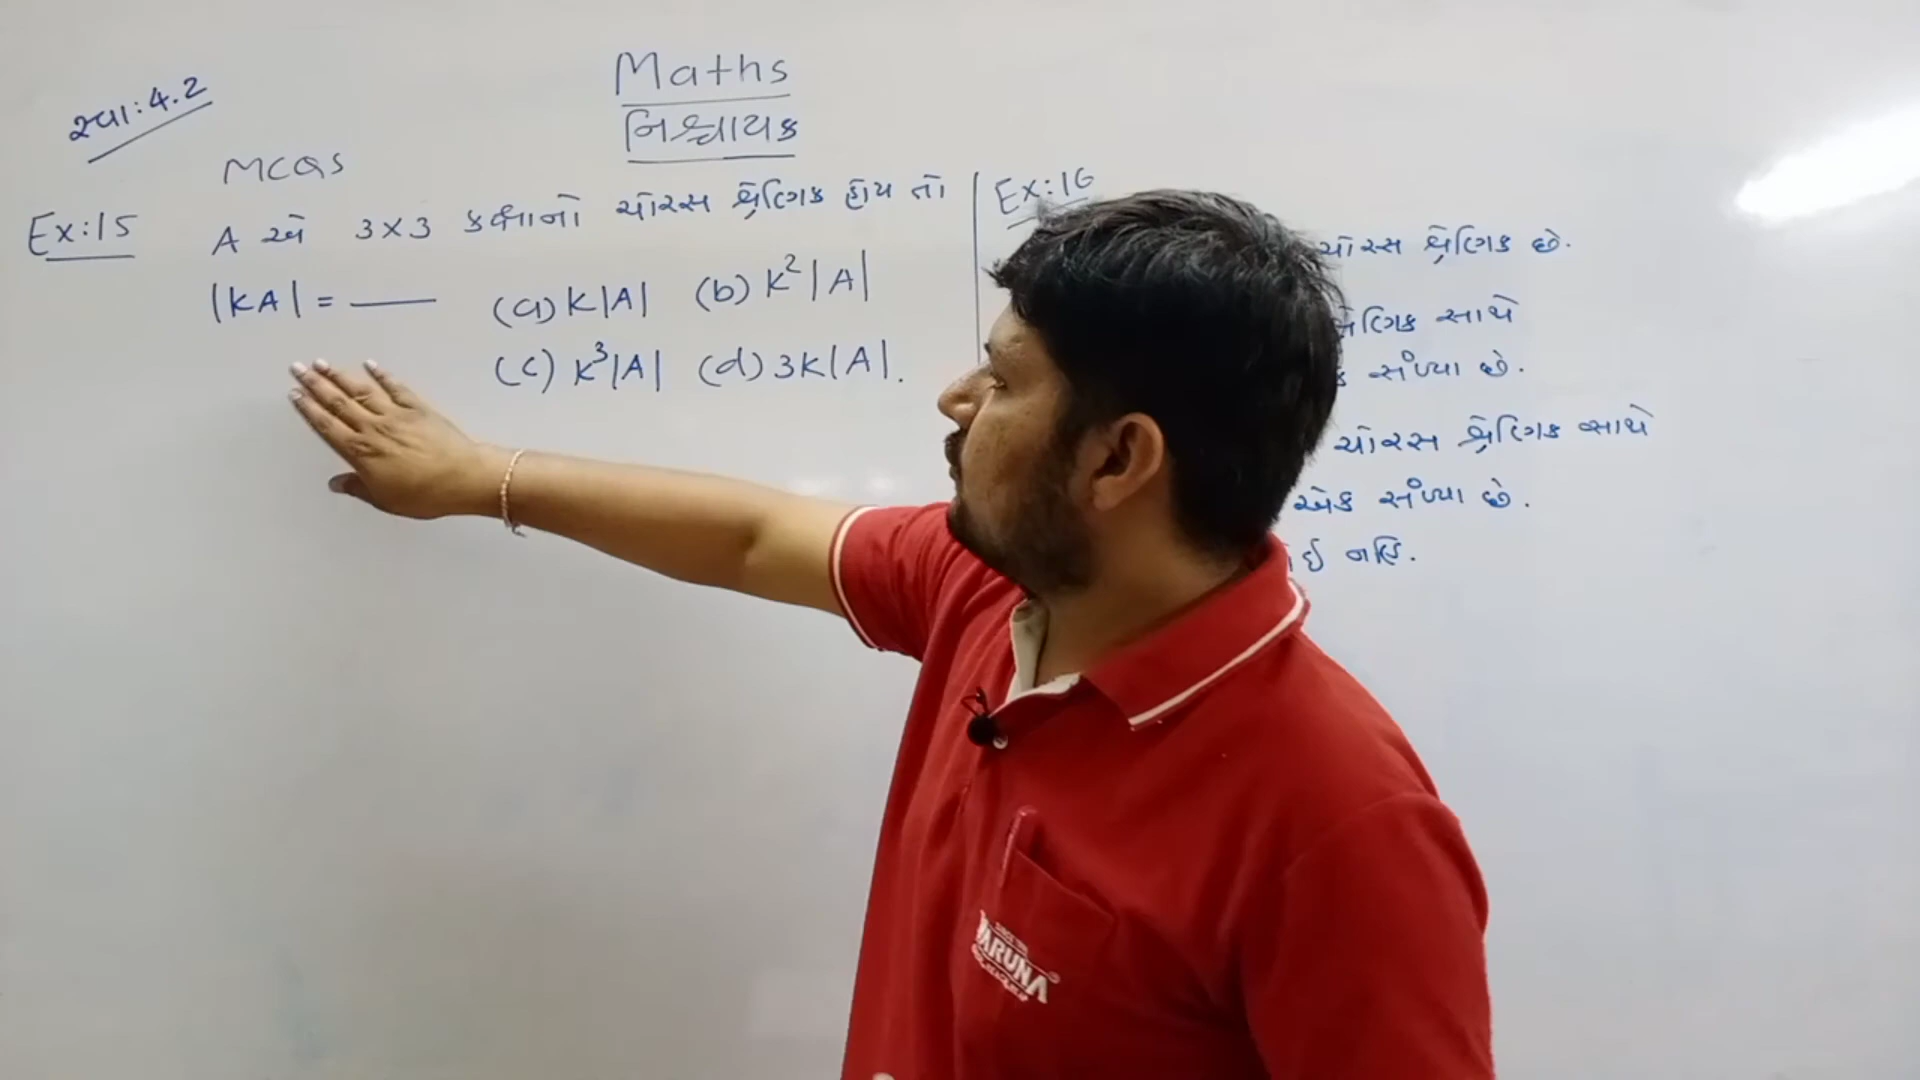 સ્વા:4.2
Maths
નિશ્ચાયક
MCQS
Ex:15
A એ 3×3 કક્ષાનો ચોરસ શ્રેણિક હોય તો
|KA| = ——— (a) K|A| (b) K²|A|
(c) K³|A| (d) 3K|A|.
Ex:16
ચોરસ શ્રેણિક છે.
શ્રેણિક સાથે
સંખ્યા છે.
ચોરસ શ્રેણિક સાથે
એક સંખ્યા છે.
નહિ.
VARUNA